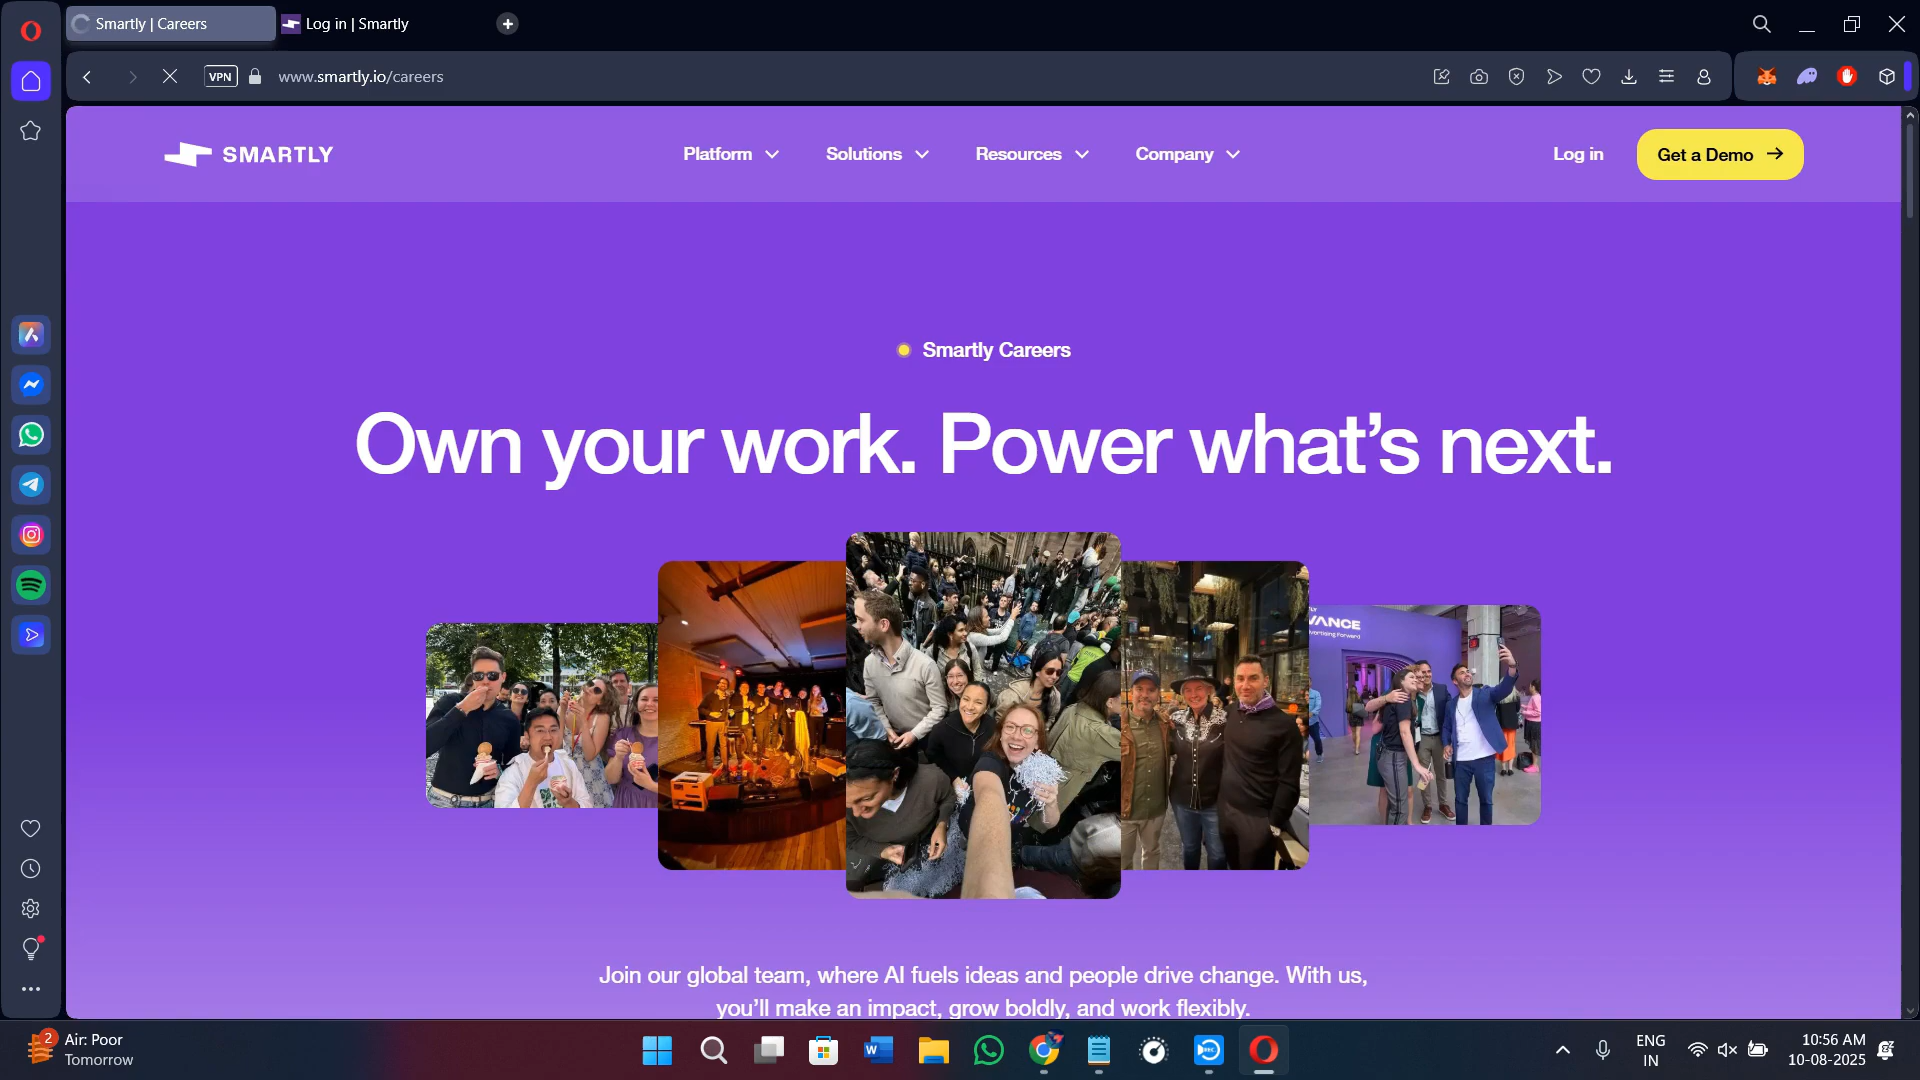 Smartly | Careers
Log in | Smartly
VPN
www.smartly.io/careers
SMARTLY
Platform
Solutions
Resources
Company
Log in
Get a Demo
Smartly Careers
Own your work. Power what’s next.
VANCE
Join our global team, where AI fuels ideas and people drive change. With us,
you’ll make an impact, grow boldly, and work flexibly.
2
Air: Poor
Tomorrow
W
ENG
IN
10:56 AM
10-08-2025